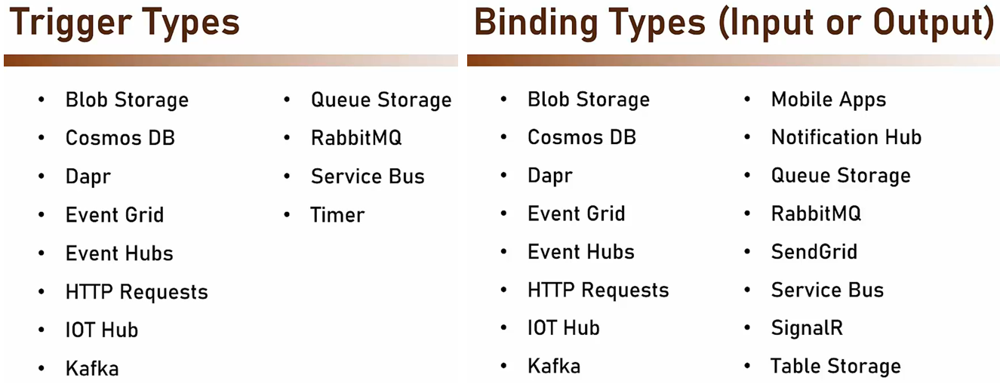 Trigger Types
• Blob Storage
• Cosmos DB
• Dapr
• Event Grid
• Event Hubs
• HTTP Requests
• IOT Hub
• Kafka
• Queue Storage
• RabbitMQ
• Service Bus
• Timer
Binding Types (Input or Output)
• Blob Storage
• Cosmos DB
• Dapr
• Event Grid
• Event Hubs
• HTTP Requests
• IOT Hub
• Kafka
• Mobile Apps
• Notification Hub
• Queue Storage
• RabbitMQ
• SendGrid
• Service Bus
• SignalR
• Table Storage